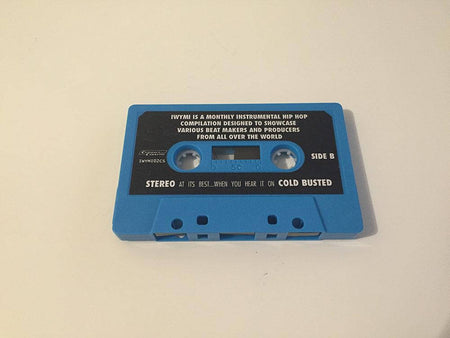 IWYMI IS A MONTHLY INSTRUMENTAL HIP HOP
COMPILATION DESIGNED TO SHOWCASE
VARIOUS BEAT MAKERS AND PRODUCERS
FROM ALL OVER THE WORLD
SIDE B
STEREO AT ITS BEST...WHEN YOU HEAR IT ON COLD BUSTED